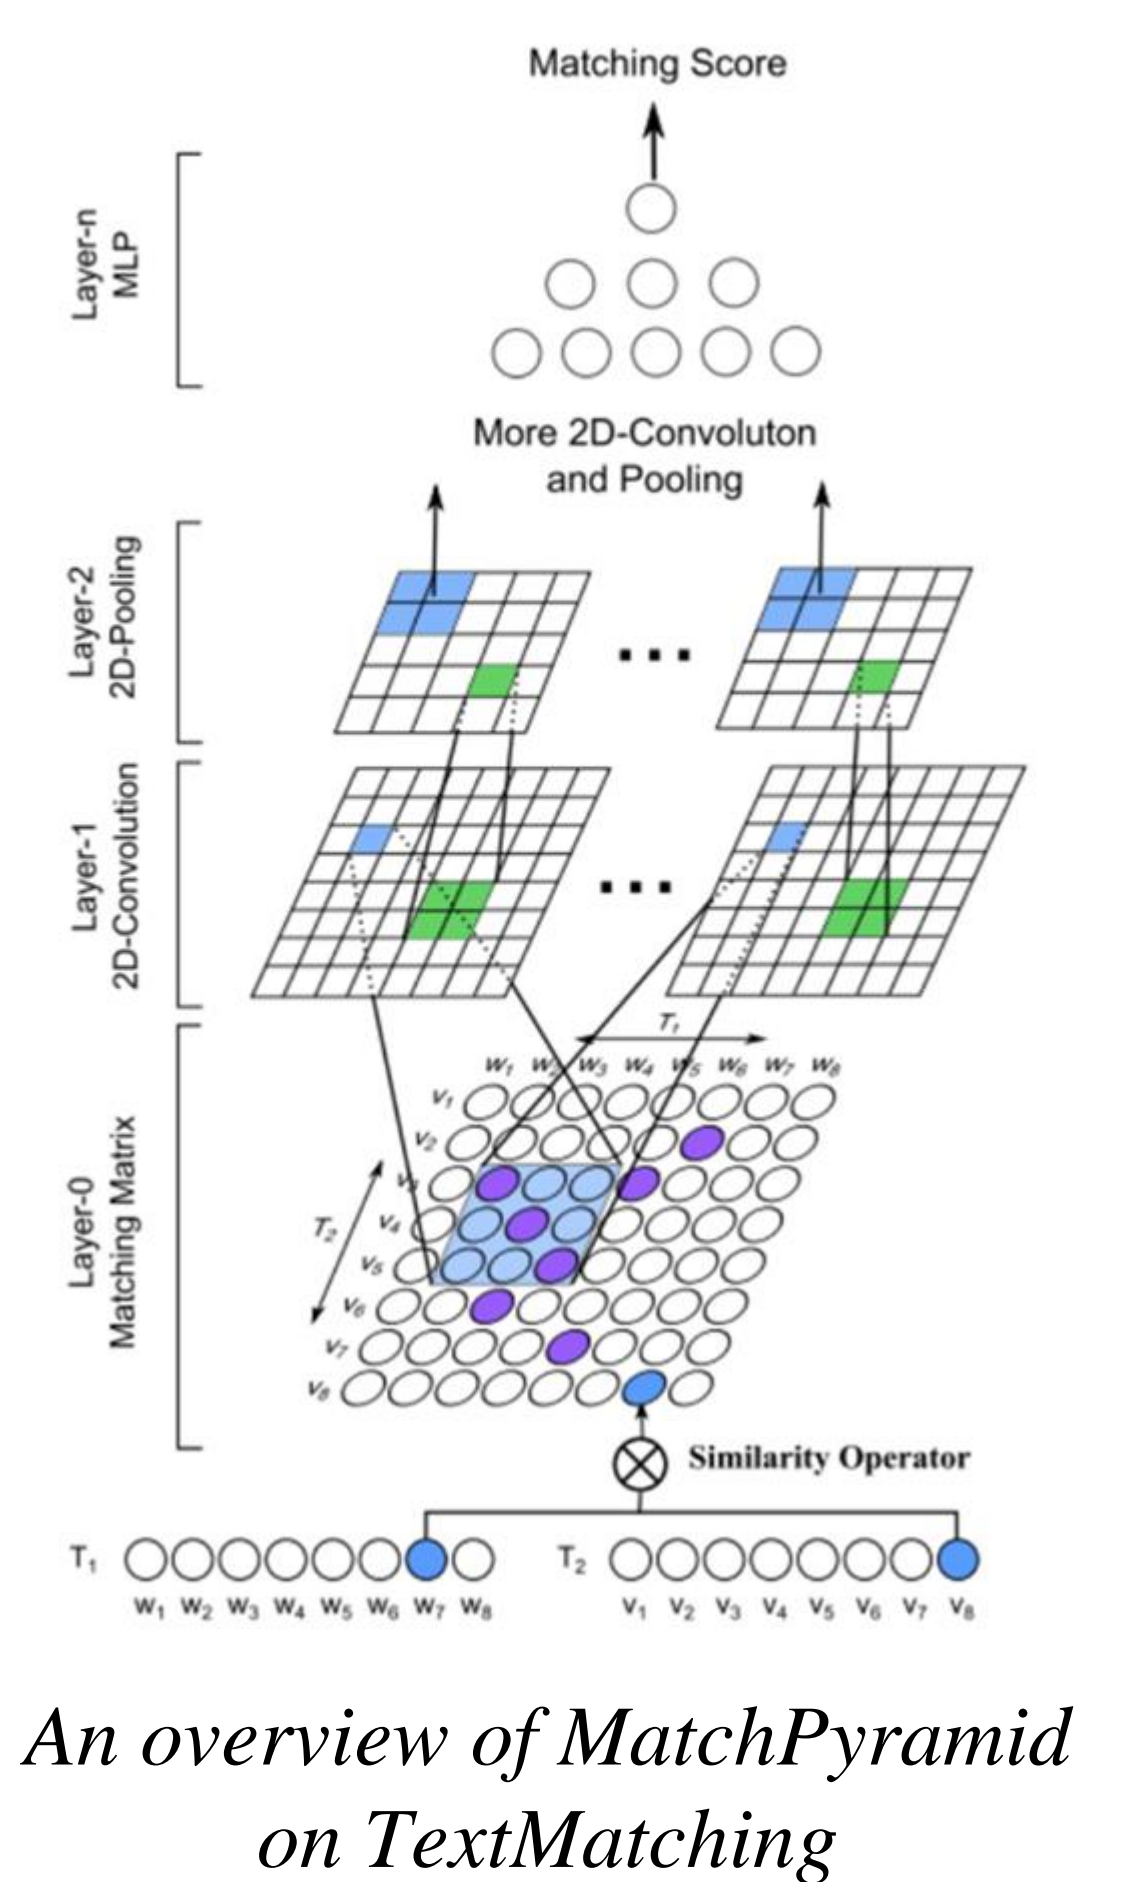 Matching Score
Layer-n
MLP
More 2D-Convoluton
and Pooling
Layer-2
2D-Pooling
Layer-1
2D-Convolution
Layer-0
Matching Matrix
T₁
w₁ w₂ w₃ w₄ w₅ w₆ w₇ w₈
v₁
v₂
v₃
T₂
v₄
v₅
v₆
v₇
v₈
Similarity Operator
T₁
w₁ w₂ w₃ w₄ w₅ w₆ w₇ w₈
T₂
v₁ v₂ v₃ v₄ v₅ v₆ v₇ v₈
An overview of MatchPyramid
on TextMatching